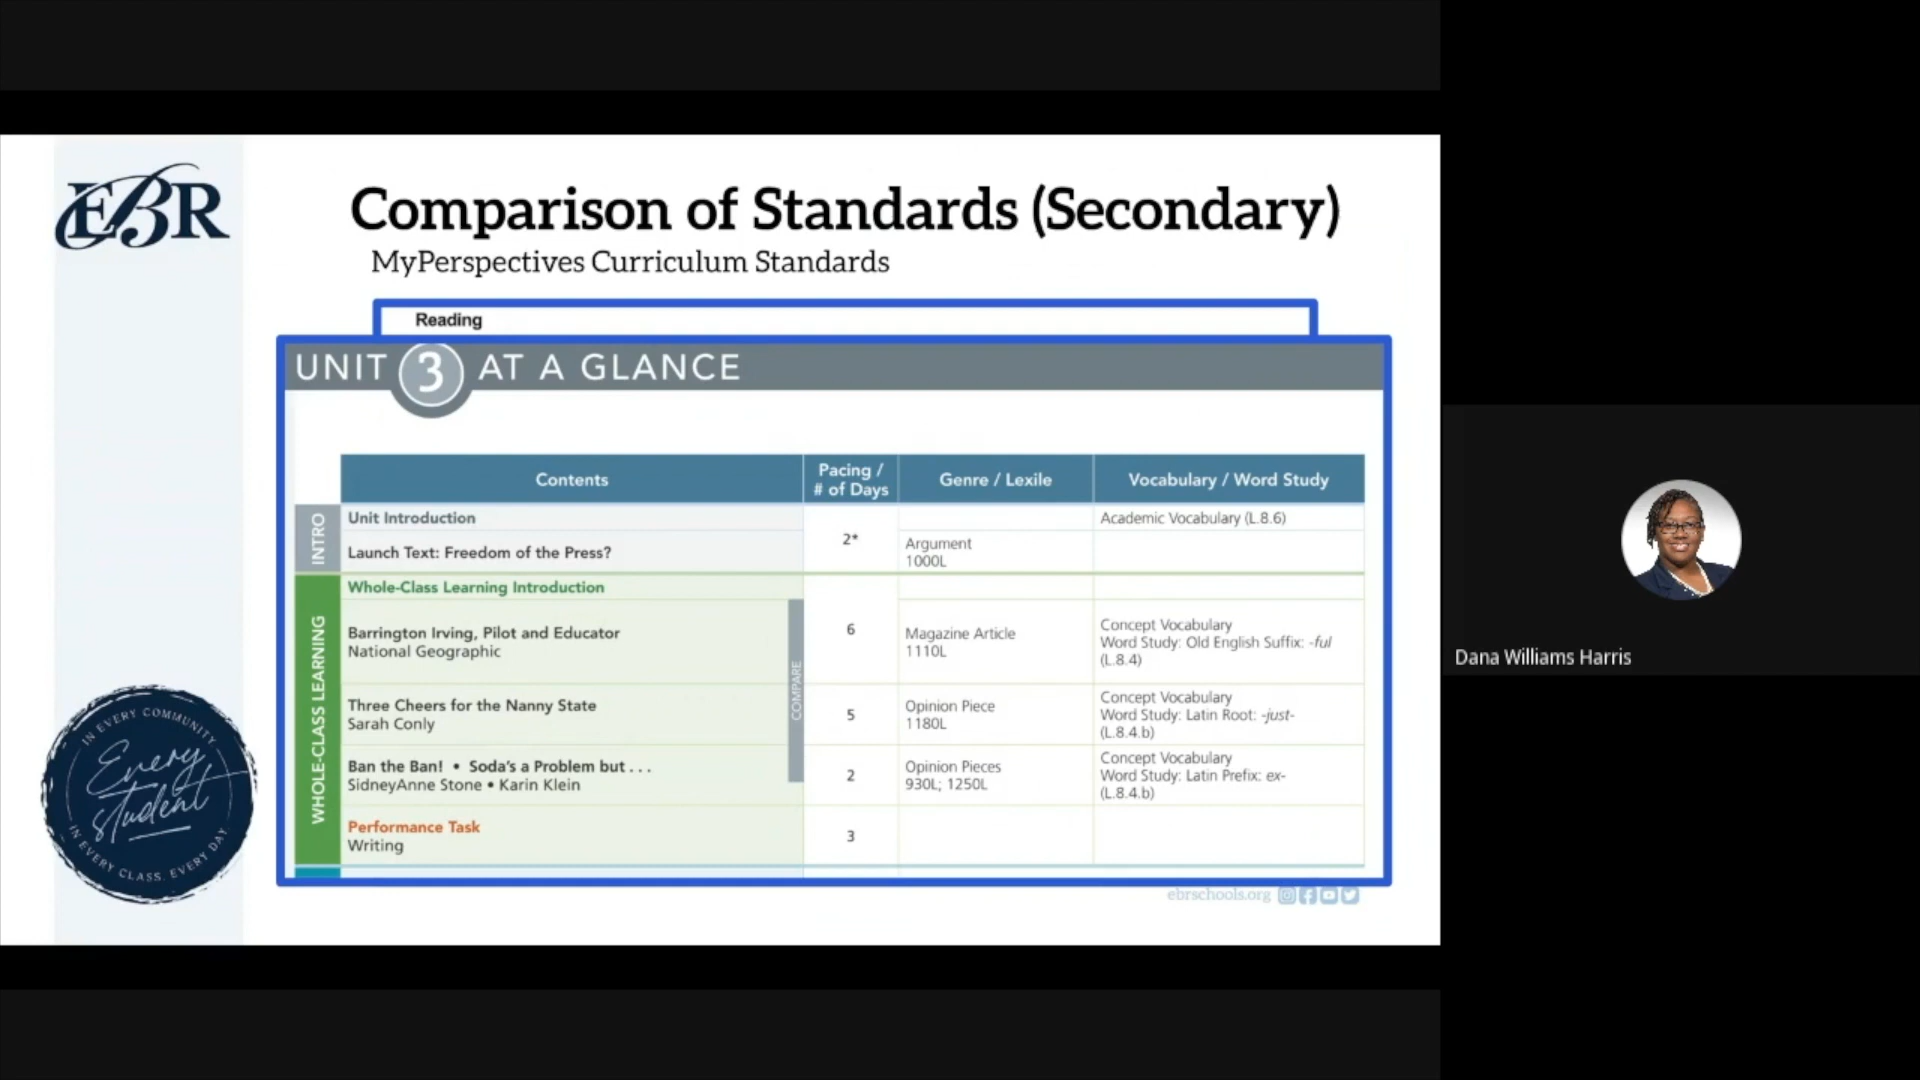 EBR
Comparison of Standards (Secondary)
MyPerspectives Curriculum Standards
Reading
UNIT 3 AT A GLANCE
Contents
Pacing /
# of Days
Genre / Lexile
Vocabulary / Word Study
INTRO
Unit Introduction
Academic Vocabulary (L.8.6)
Launch Text: Freedom of the Press?
2*
Argument
1000L
WHOLE-CLASS LEARNING
Whole-Class Learning Introduction
COMPARE
Barrington Irving, Pilot and Educator
National Geographic
6
Magazine Article
1110L
Concept Vocabulary
Word Study: Old English Suffix: -ful
(L.8.4)
Three Cheers for the Nanny State
Sarah Conly
5
Opinion Piece
1180L
Concept Vocabulary
Word Study: Latin Root: -just-
(L.8.4.b)
Ban the Ban! • Soda's a Problem but . . .
SidneyAnne Stone • Karin Klein
2
Opinion Pieces
930L; 1250L
Concept Vocabulary
Word Study: Latin Prefix: ex-
(L.8.4.b)
Performance Task
Writing
3
IN EVERY COMMUNITY
Every
student
IN EVERY CLASS. EVERY DAY
ebrschools.org
Dana Williams Harris